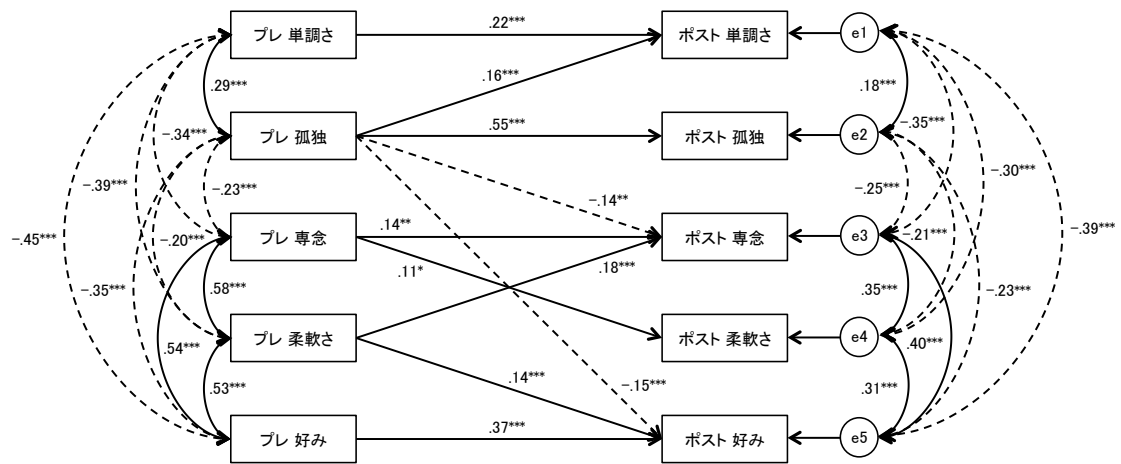 プレ 単調さ
.22***
ポスト 単調さ
e1
.29***
.16***
.18***
-.34***
-.35***
プレ 孤独
.55***
ポスト 孤独
e2
-.39***
-.23***
-.14**
-.25***
-.30***
-.45***
-.20***
プレ 専念
.14**
ポスト 専念
e3
-.21***
-.39***
.11*
.18***
-.35***
.58***
.35***
-.23***
プレ 柔軟さ
ポスト 柔軟さ
e4
.54***
.40***
.53***
.14***
-.15***
.31***
プレ 好み
.37***
ポスト 好み
e5